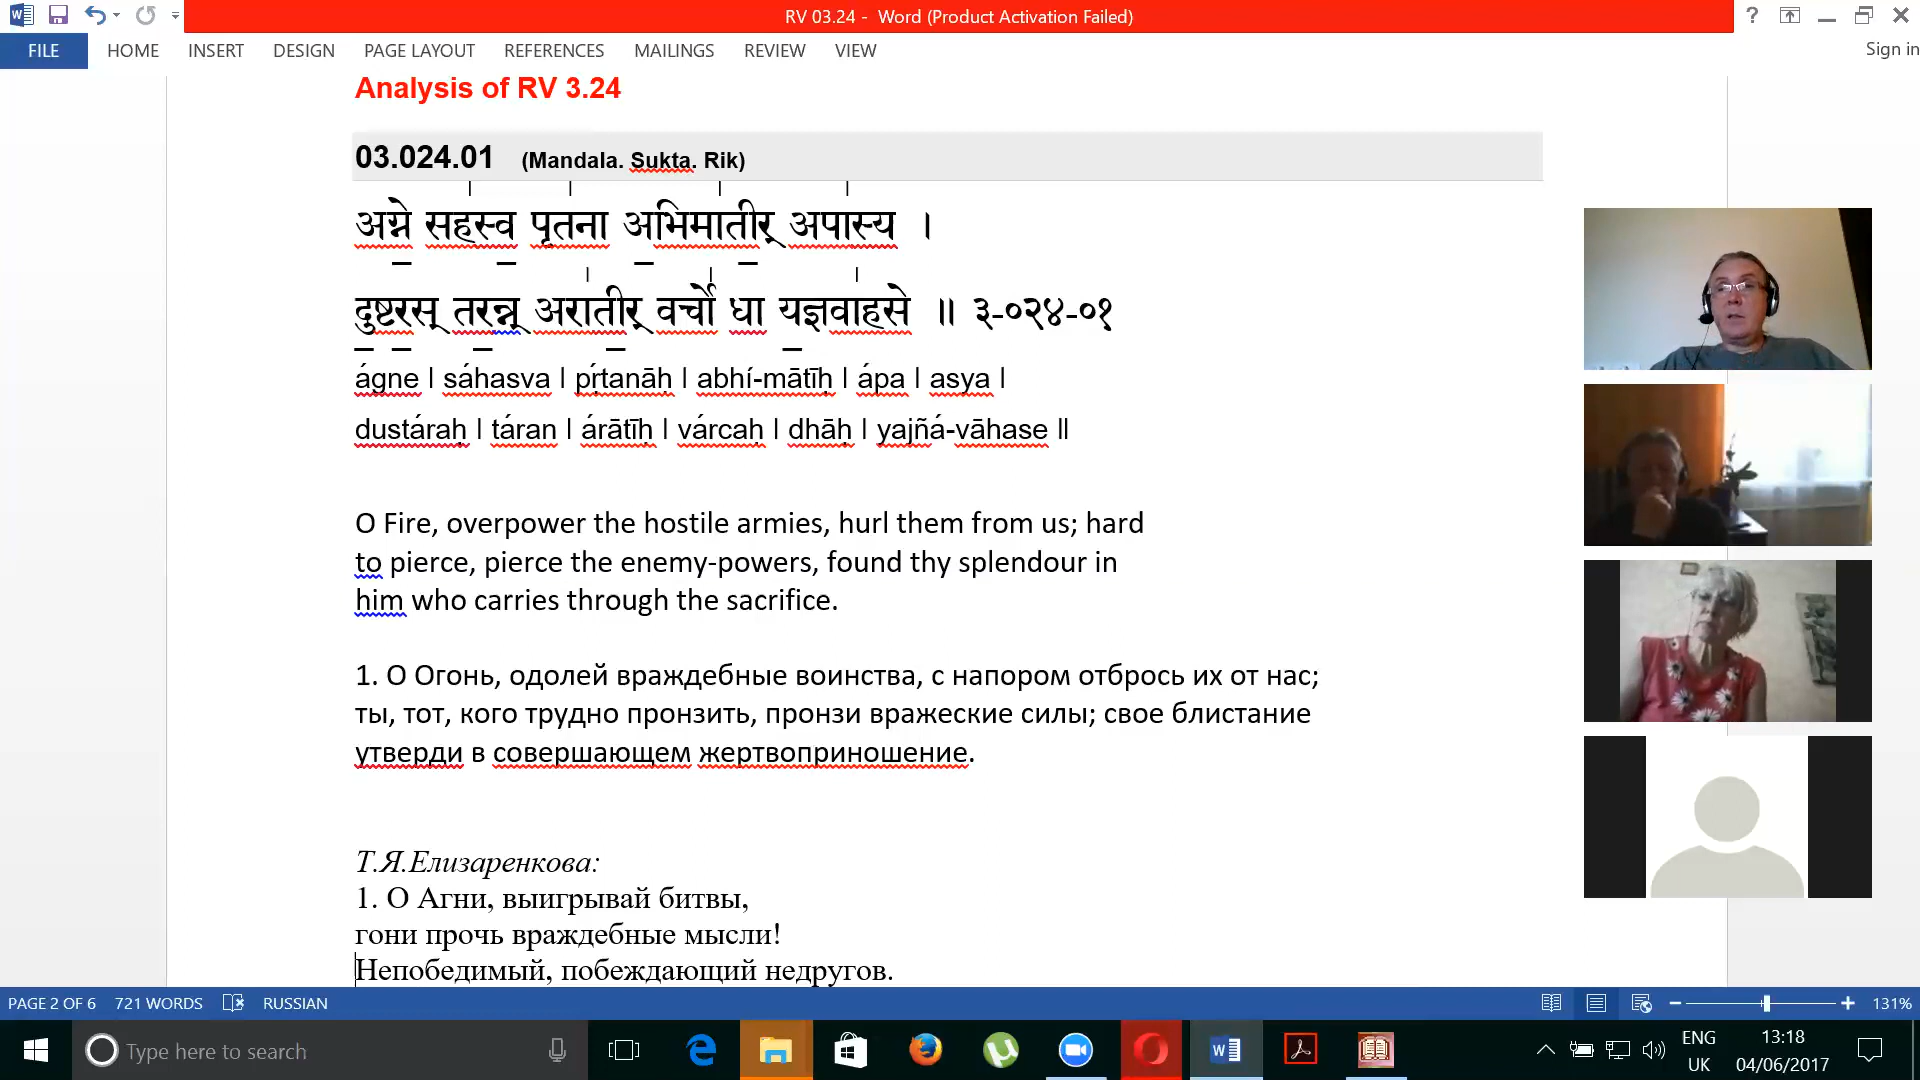 RV 03.24 - Word (Product Activation Failed)
FILE HOME INSERT DESIGN PAGE LAYOUT REFERENCES MAILINGS REVIEW VIEW Sign in
Analysis of RV 3.24
03.024.01 (Mandala. Sukta. Rik)
अग्ने सहस्व पृतना अभिमातीर् अपास्य ।
दुष्टरस् तरन्न् अरातीर् वर्चो धा यज्ञवाहसे ॥ ३-०२४-०१
ágne | sáhasva | pṛ́tanāḥ | abhí-mātīḥ | ápa | asya |
dustáraḥ | táran | árātīḥ | várcaḥ | dhāḥ | yajñá-vāhase ||
O Fire, overpower the hostile armies, hurl them from us; hard
to pierce, pierce the enemy-powers, found thy splendour in
him who carries through the sacrifice.
1. О Огонь, одолей враждебные воинства, с напором отбрось их от нас;
ты, тот, кого трудно пронзить, пронзи вражеские силы; свое блистание
утверди в совершающем жертвоприношение.
Т.Я.Елизаренкова:
1. О Агни, выигрывай битвы,
гони прочь враждебные мысли!
Непобедимый, побеждающий недругов.
PAGE 2 OF 6 721 WORDS RUSSIAN 131%
Type here to search
ENG 13:18
UK 04/06/2017